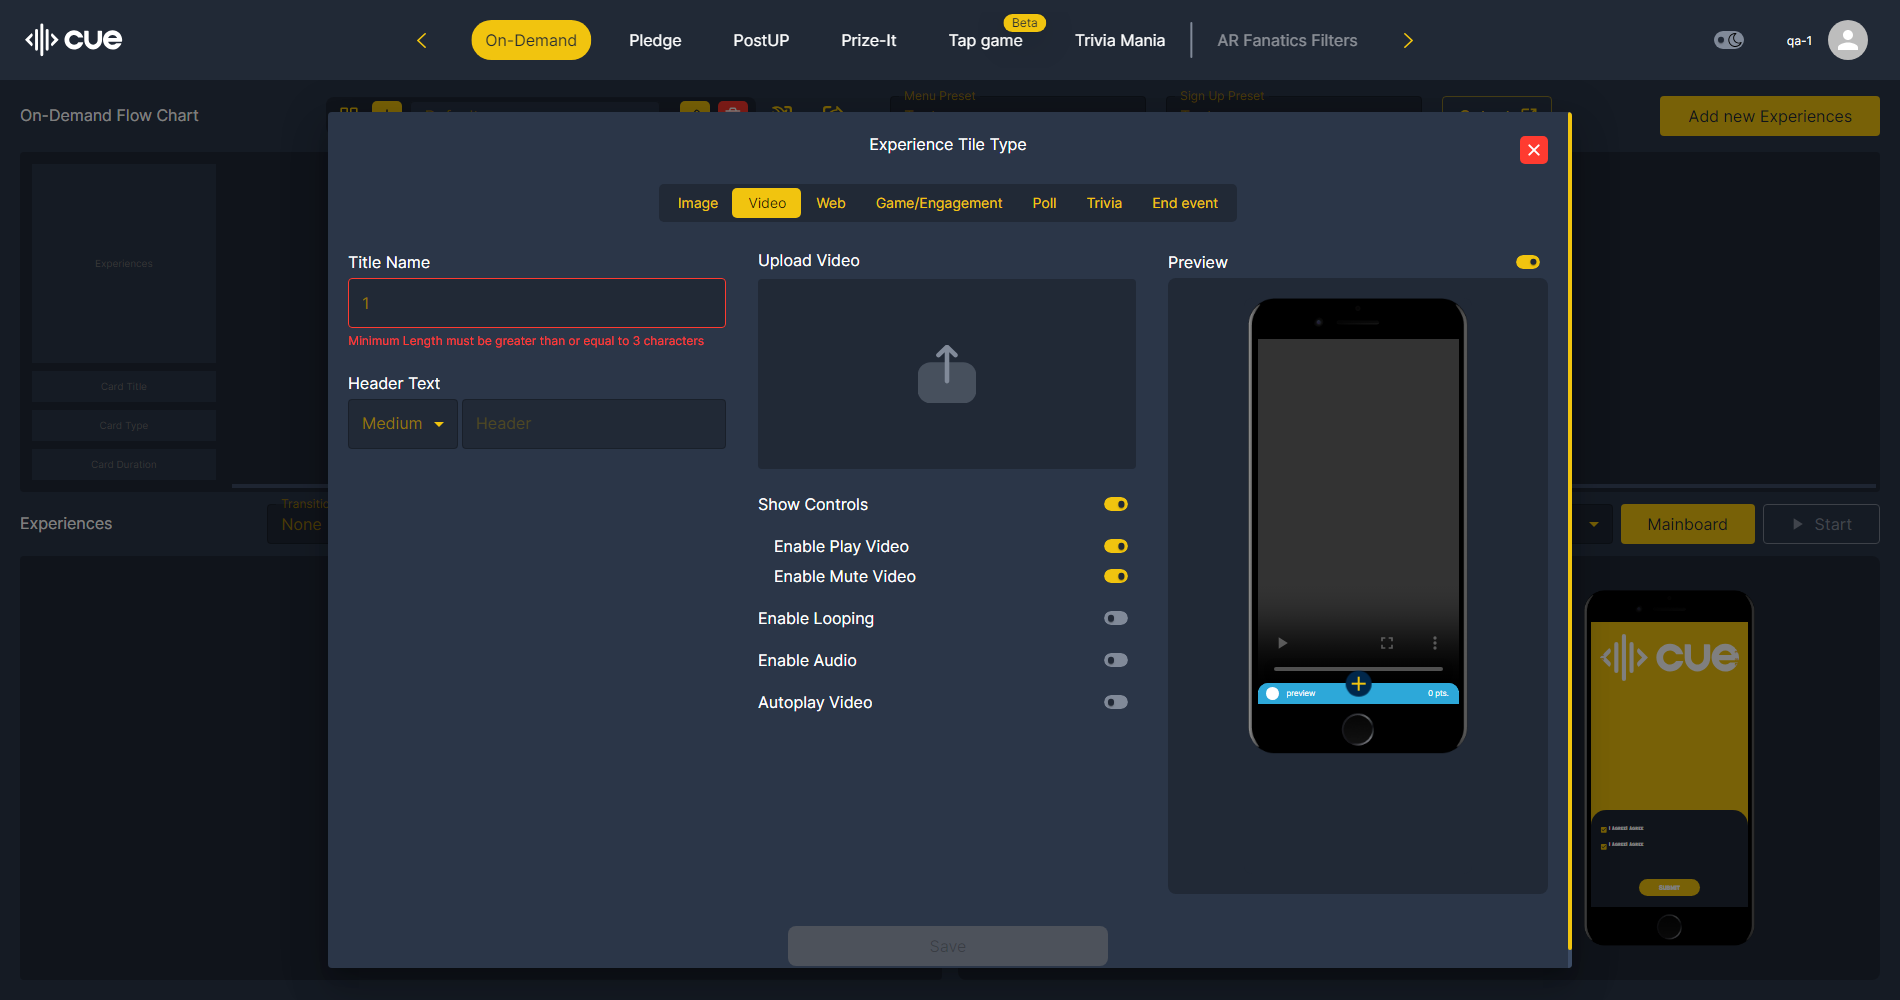 cue
On-Demand
Pledge
PostUP
Prize-It
Tap game
Beta
Trivia Mania
AR Fanatics Filters
qa-1
On-Demand Flow Chart
Menu Preset
Sign Up Preset
Add new Experiences
Experience Tile Type
Image
Video
Web
Game/Engagement
Poll
Trivia
End event
Title Name
1
Minimum Length must be greater than or equal to 3 characters
Header Text
Medium
Header
Upload Video
Show Controls
Enable Play Video
Enable Mute Video
Enable Looping
Enable Audio
Autoplay Video
Preview
preview
0 pts.
Save
Experiences
Card Title
Card Type
Card Duration
Experiences
None
Mainboard
Start
cue